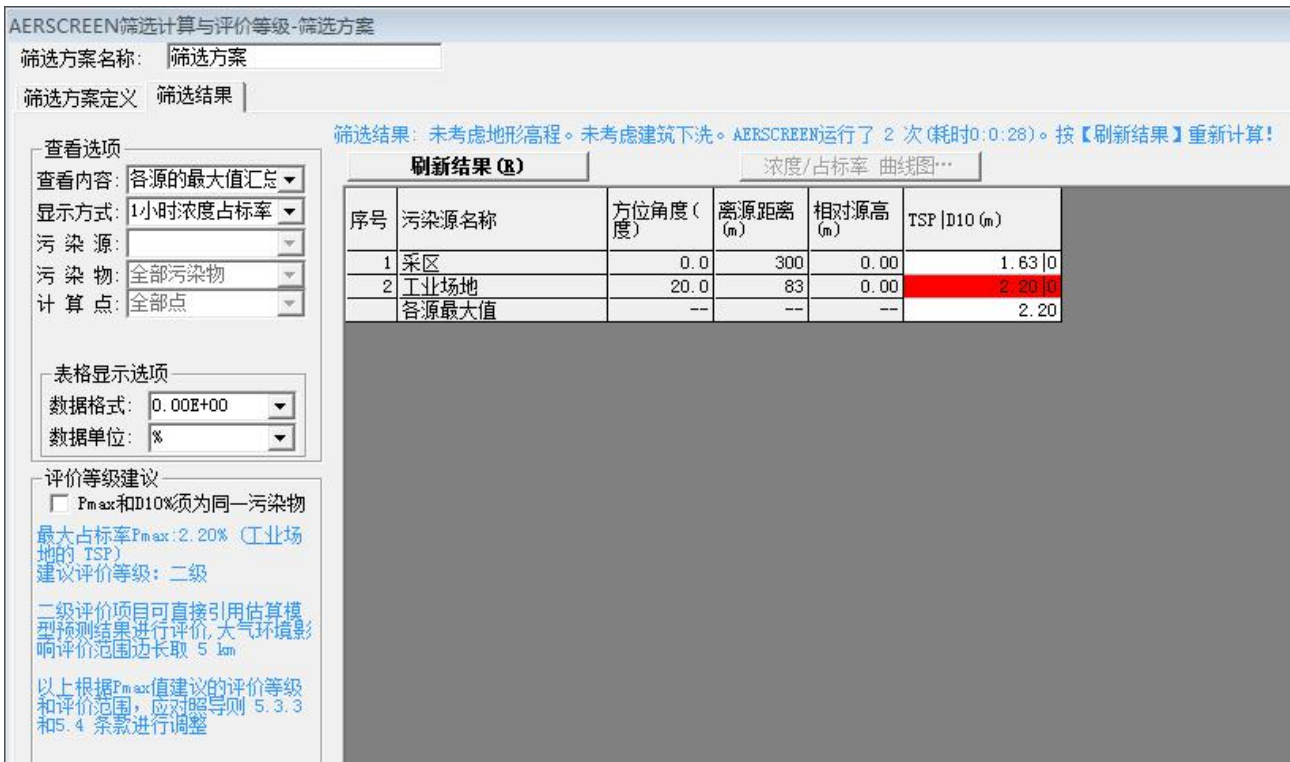 AERSCREEN筛选计算与评价等级-筛选方案
筛选方案名称: 筛选方案
筛选方案定义 筛选结果
筛选结果: 未考虑地形高程。未考虑建筑下洗。AERSCREEN运行了 2 次(耗时0:0:28)。按【刷新结果】重新计算!
查看选项
查看内容: 各源的最大值汇总
显示方式: 1小时浓度占标率
污 染 源:
污 染 物: 全部污染物
计 算 点: 全部点
刷新结果(R) 浓度/占标率 曲线图…
序号 污染源名称 方位角度(度) 离源距离(m) 相对源高(m) TSP|D10(m)
1 采区 0.0 300 0.00 1.63|0
2 工业场地 20.0 83 0.00 2.20|0
各源最大值 -- -- -- 2.20
表格显示选项
数据格式: 0.00E+00
数据单位: %
评价等级建议
Pmax和D10%须为同一污染物
最大占标率Pmax:2.20% (工业场
地的 TSP)
建议评价等级: 二级
二级评价项目可直接引用估算模
型预测结果进行评价,大气环境影
响评价范围边长取 5 km
以上根据Pmax值建议的评价等级
和评价范围,应对照导则 5.3.3
和5.4 条款进行调整